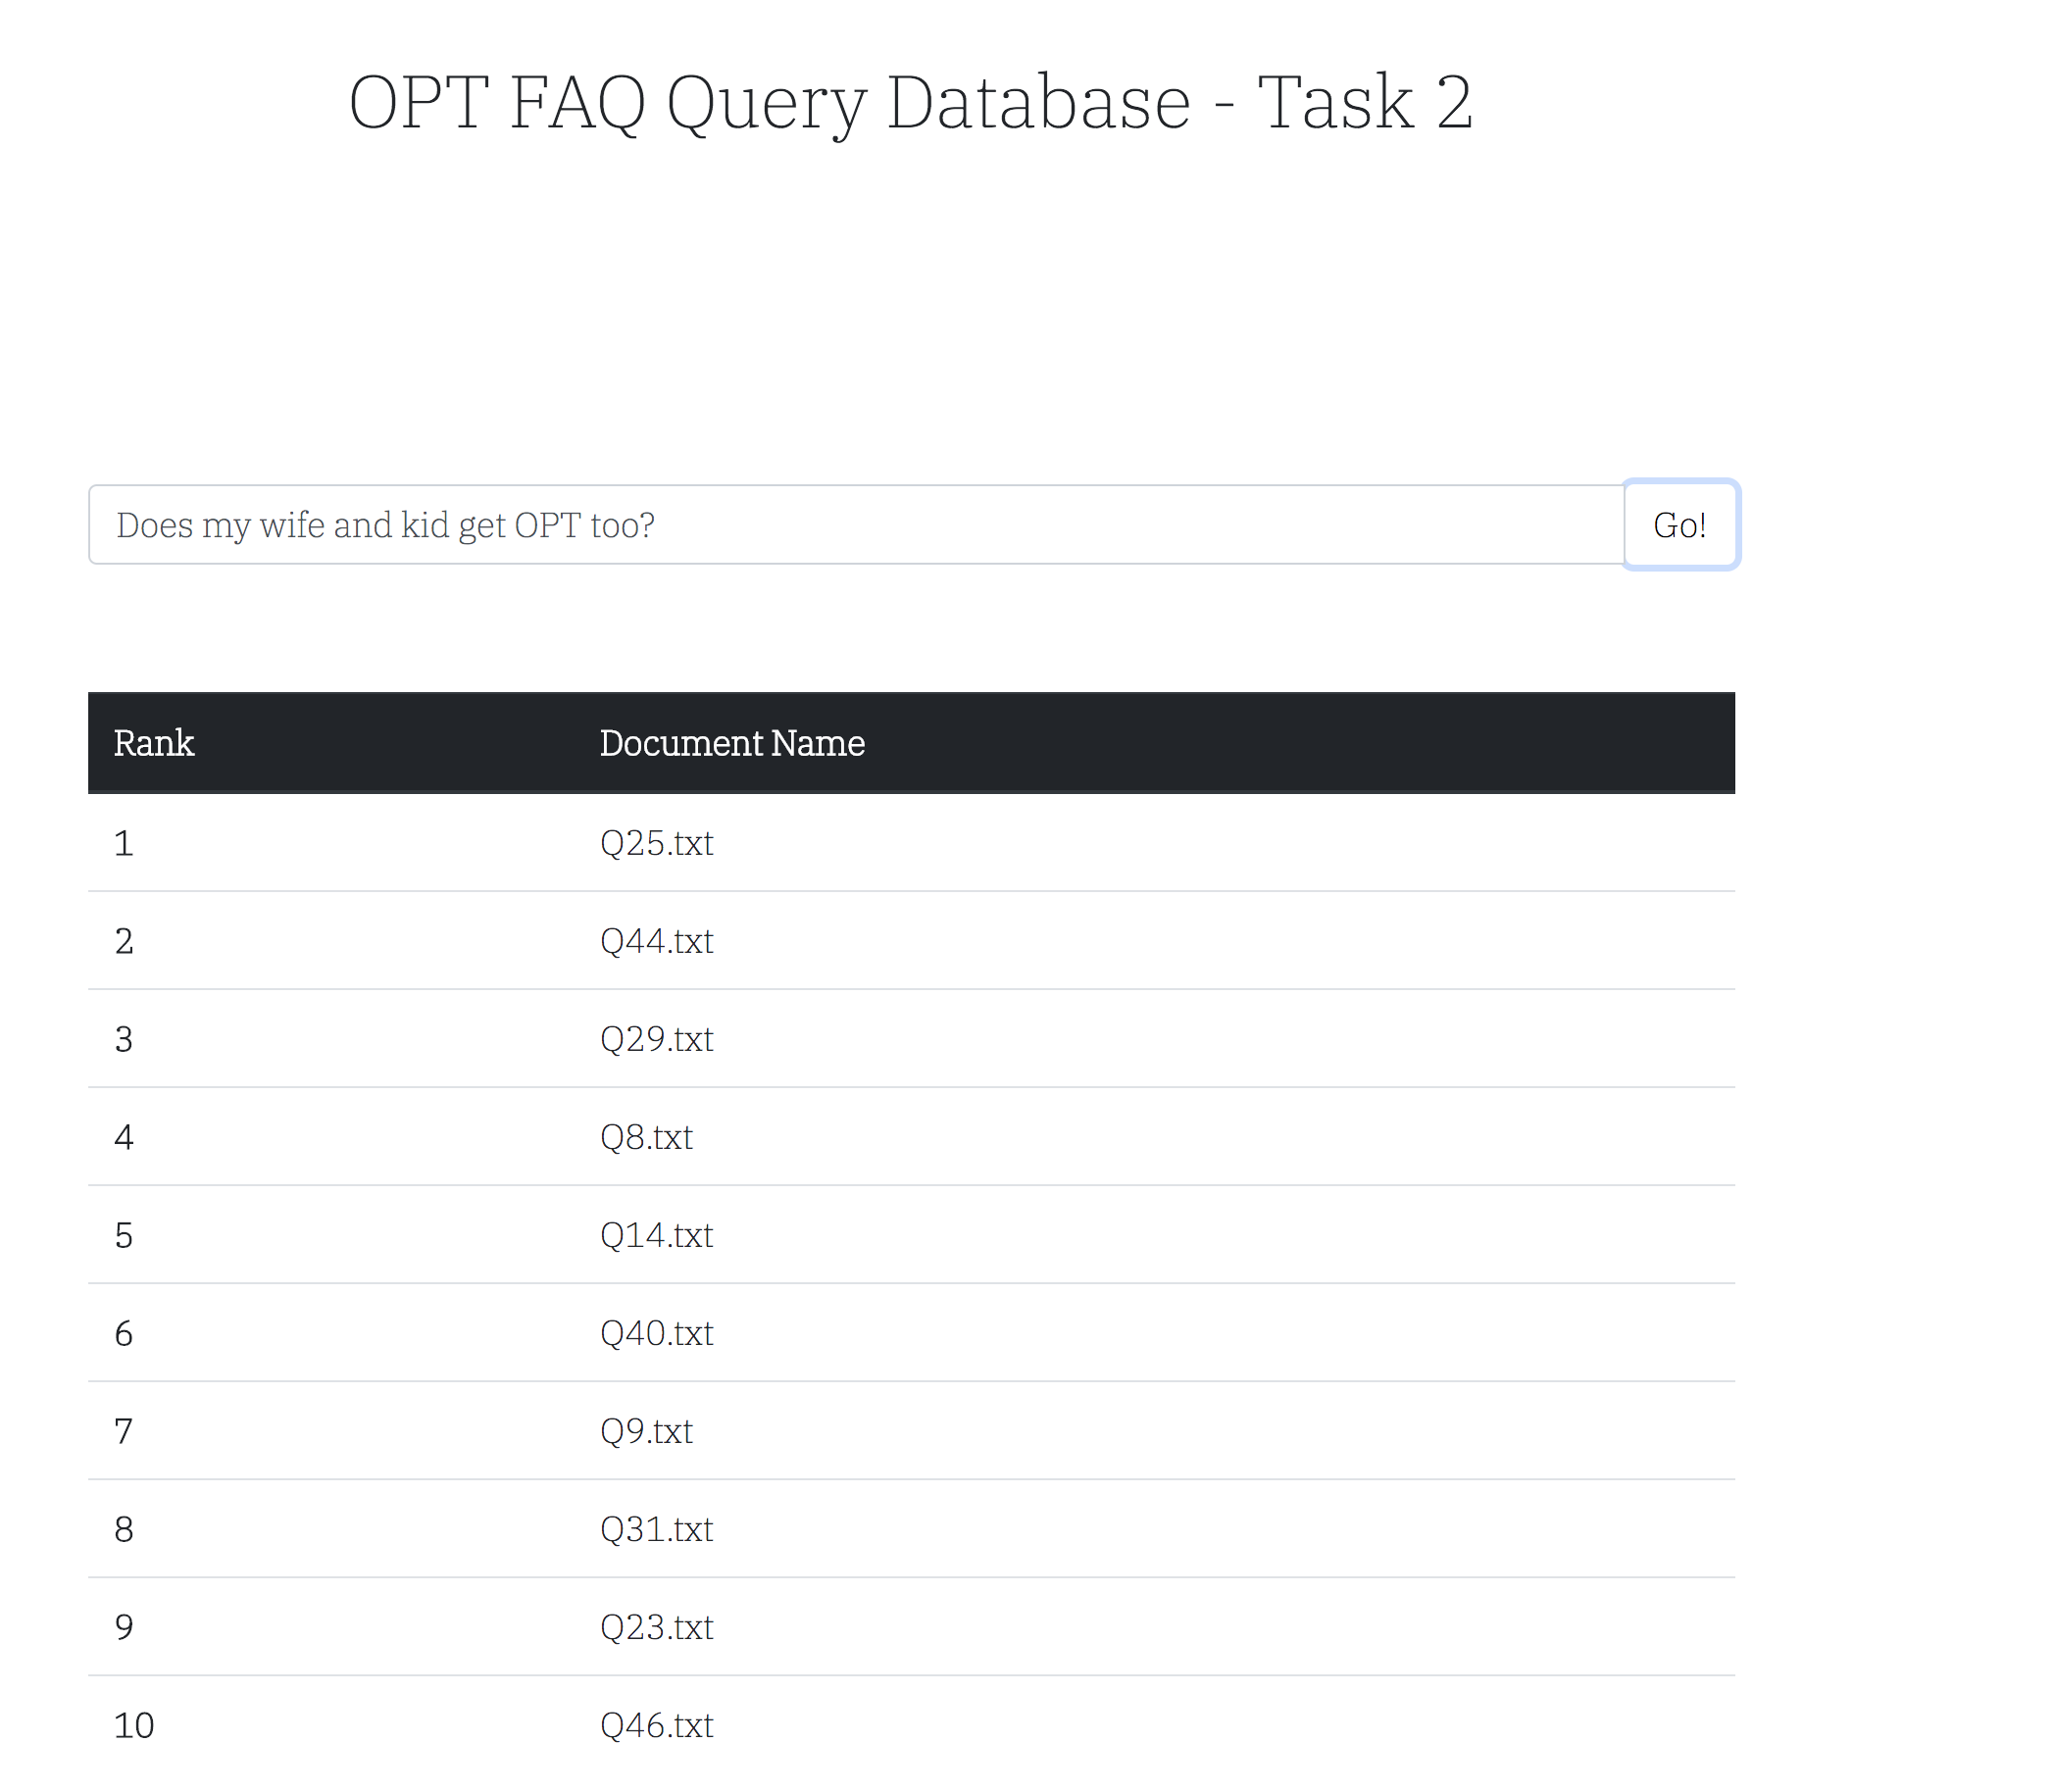 OPT FAQ Query Database - Task 2
Does my wife and kid get OPT too? Go!
Rank Document Name
1 Q25.txt
2 Q44.txt
3 Q29.txt
4 Q8.txt
5 Q14.txt
6 Q40.txt
7 Q9.txt
8 Q31.txt
9 Q23.txt
10 Q46.txt